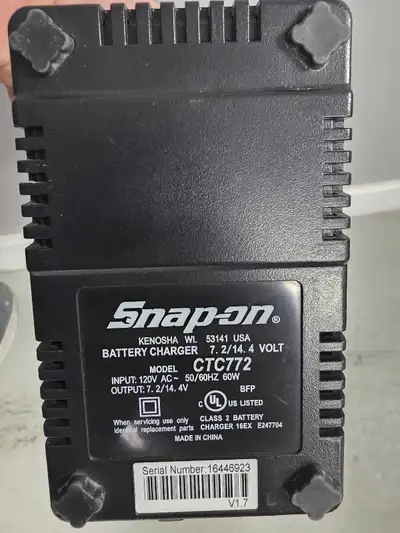 Snap-on®
KENOSHA WI. 53141 USA
BATTERY CHARGER 7.2/14.4 VOLT
MODEL CTC772
INPUT: 120V AC~ 50/60HZ 60W
OUTPUT: 7.2/14.4V BFP
C UL US LISTED
When servicing use only
identical replacement parts
CLASS 2 BATTERY
CHARGER 16EX E247704
MADE IN CHINA
Serial Number:16446923
V1.7